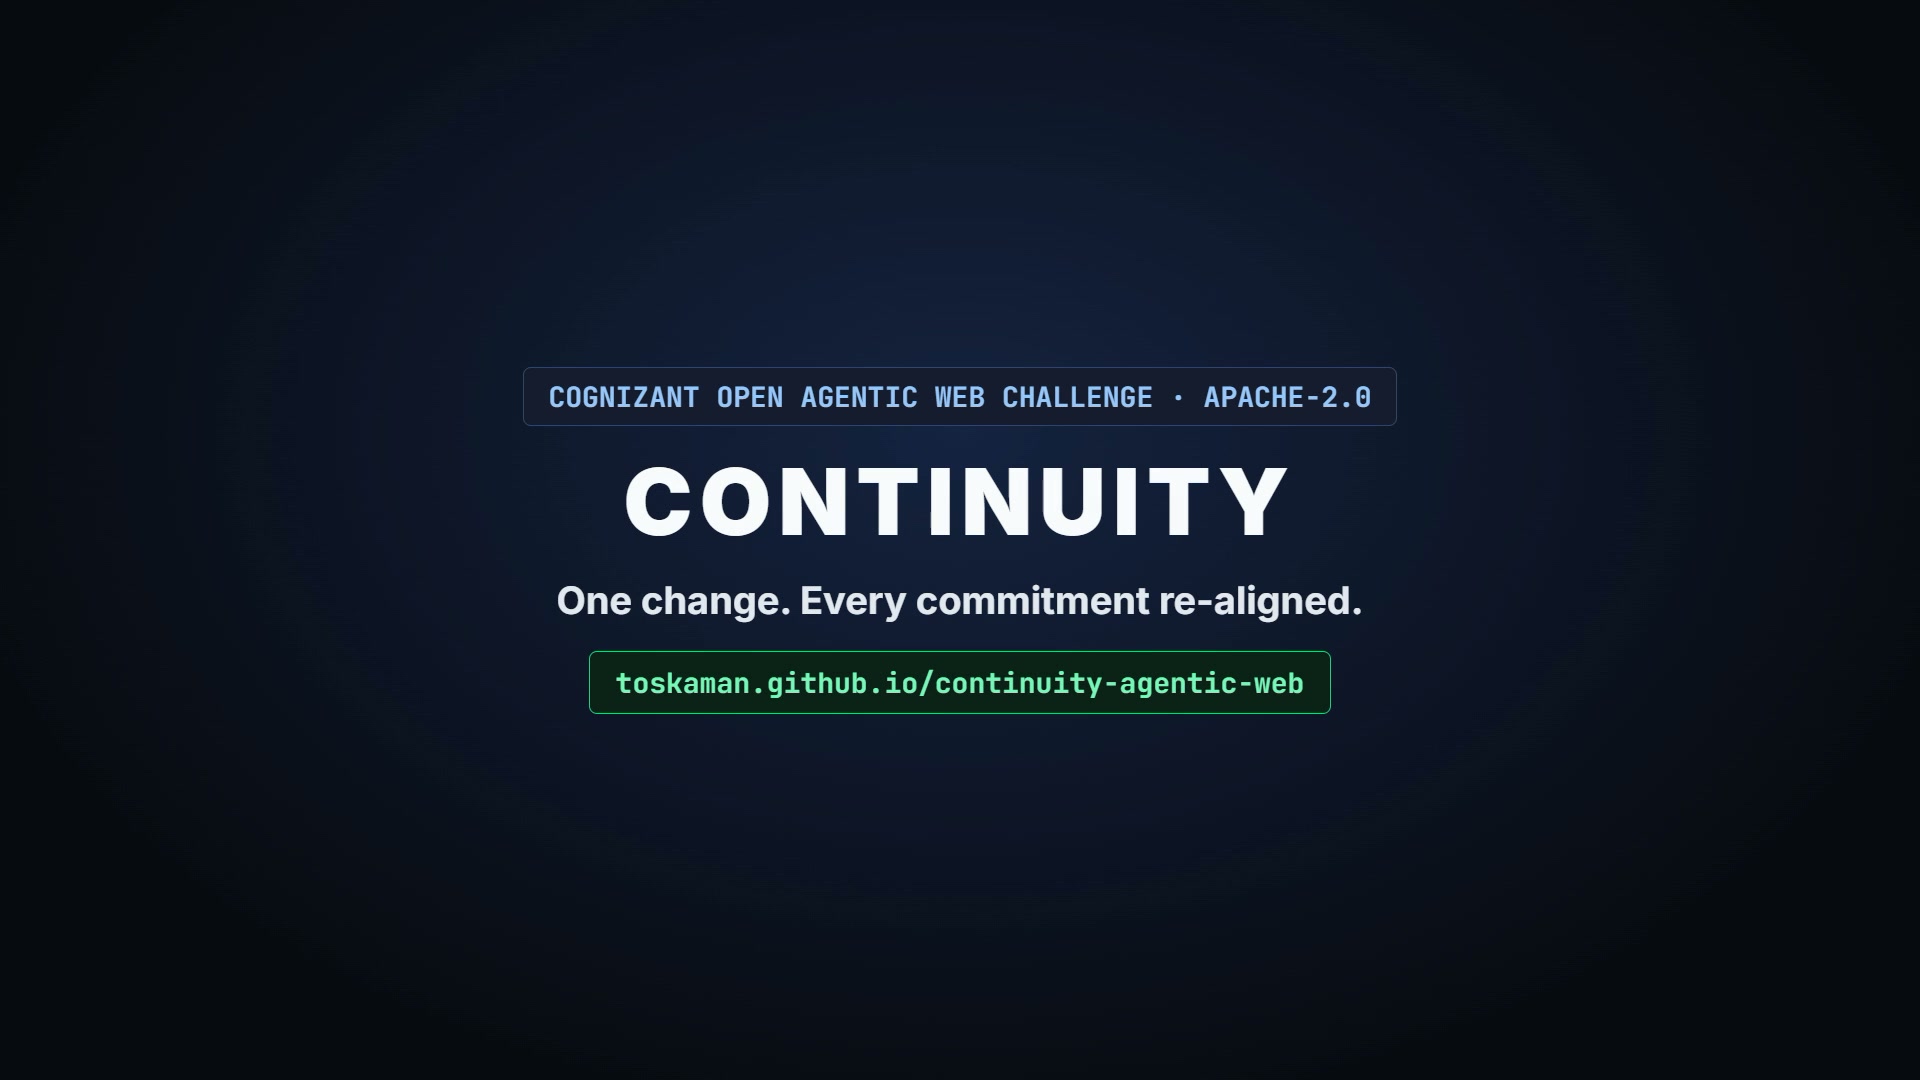 COGNIZANT OPEN AGENTIC WEB CHALLENGE · APACHE-2.0
CONTINUITY
One change. Every commitment re-aligned.
toskaman.github.io/continuity-agentic-web